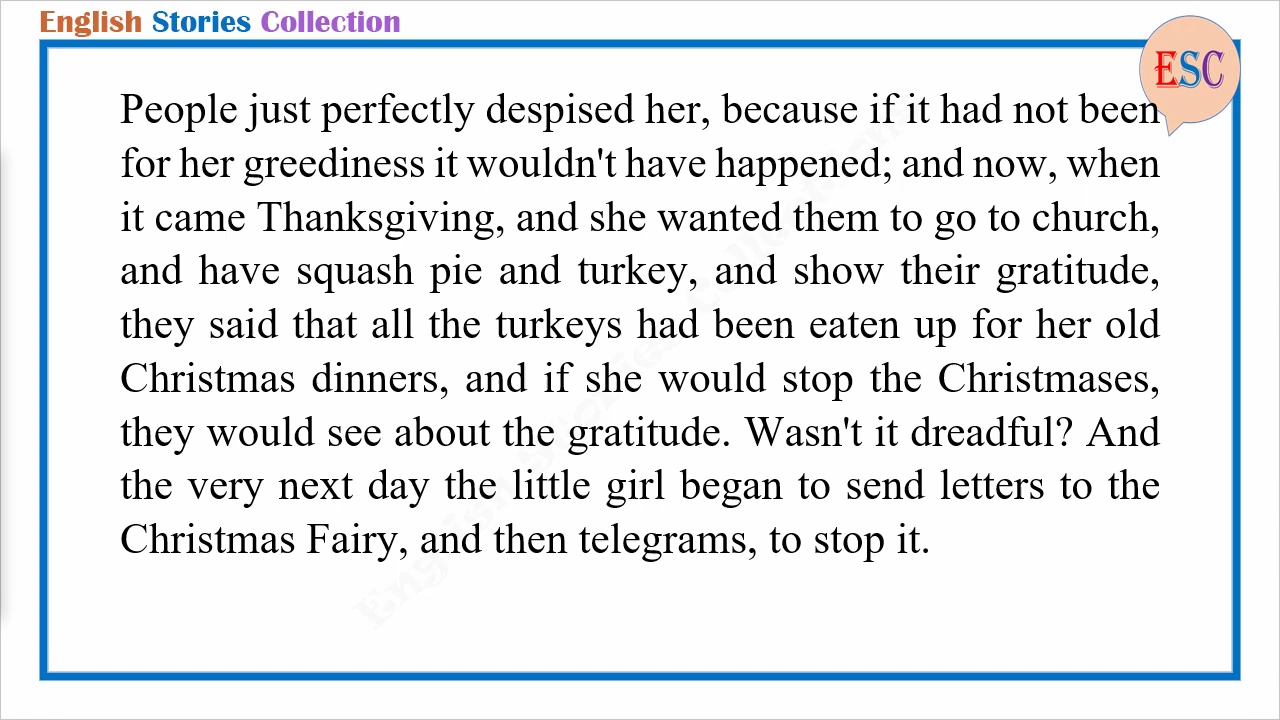 English Stories Collection
ESC
People just perfectly despised her, because if it had not been
for her greediness it wouldn't have happened; and now, when
it came Thanksgiving, and she wanted them to go to church,
and have squash pie and turkey, and show their gratitude,
they said that all the turkeys had been eaten up for her old
Christmas dinners, and if she would stop the Christmases,
they would see about the gratitude. Wasn't it dreadful? And
the very next day the little girl began to send letters to the
Christmas Fairy, and then telegrams, to stop it.
English Stories Collection